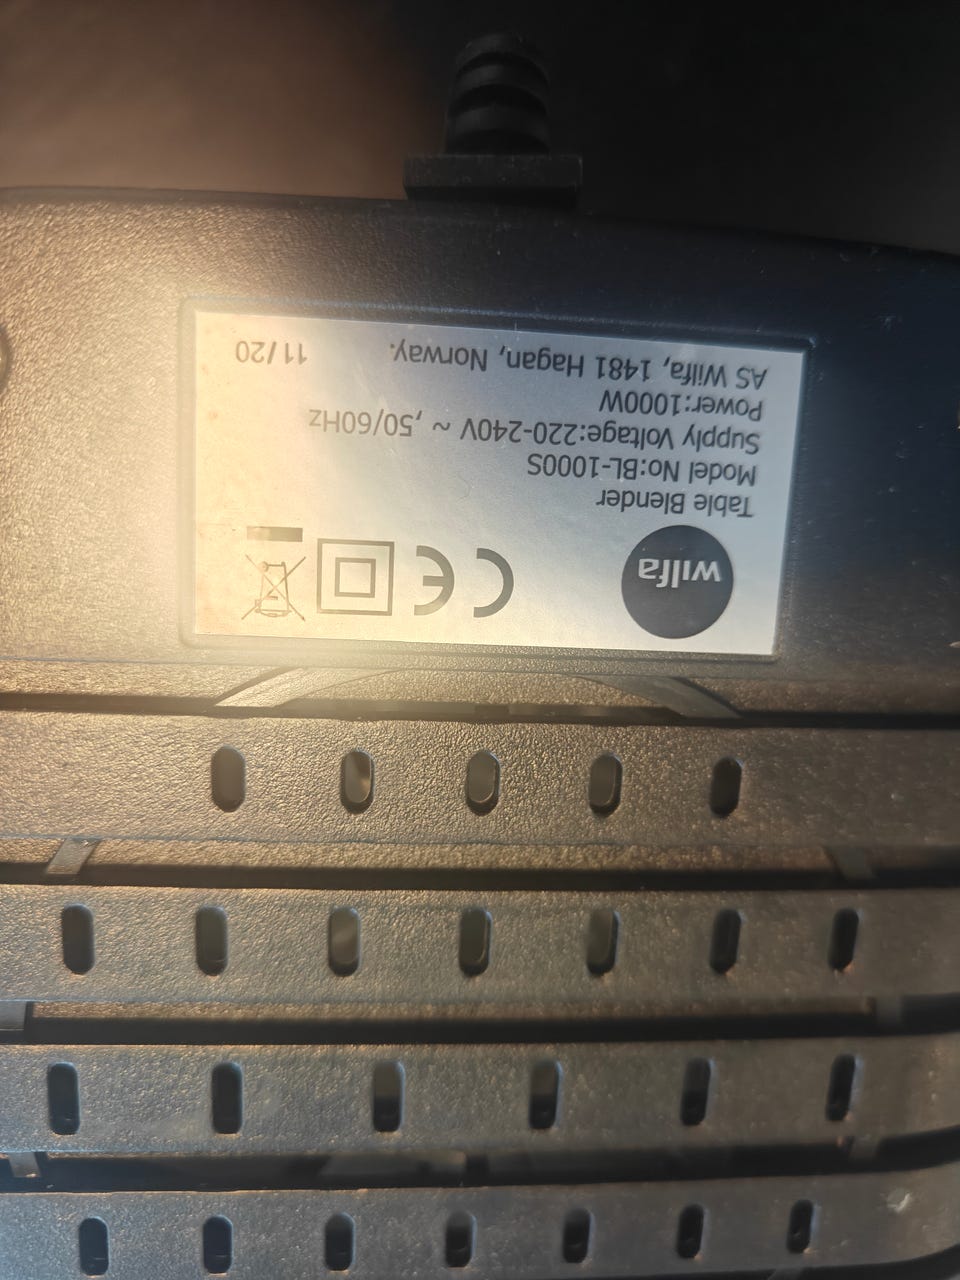 wilfa
CE
Table Blender
Model No:BL-1000S
Supply Voltage:220-240V ~ ,50/60Hz
Power:1000W
AS Wilfa, 1481 Hagan, Norway. 11/20